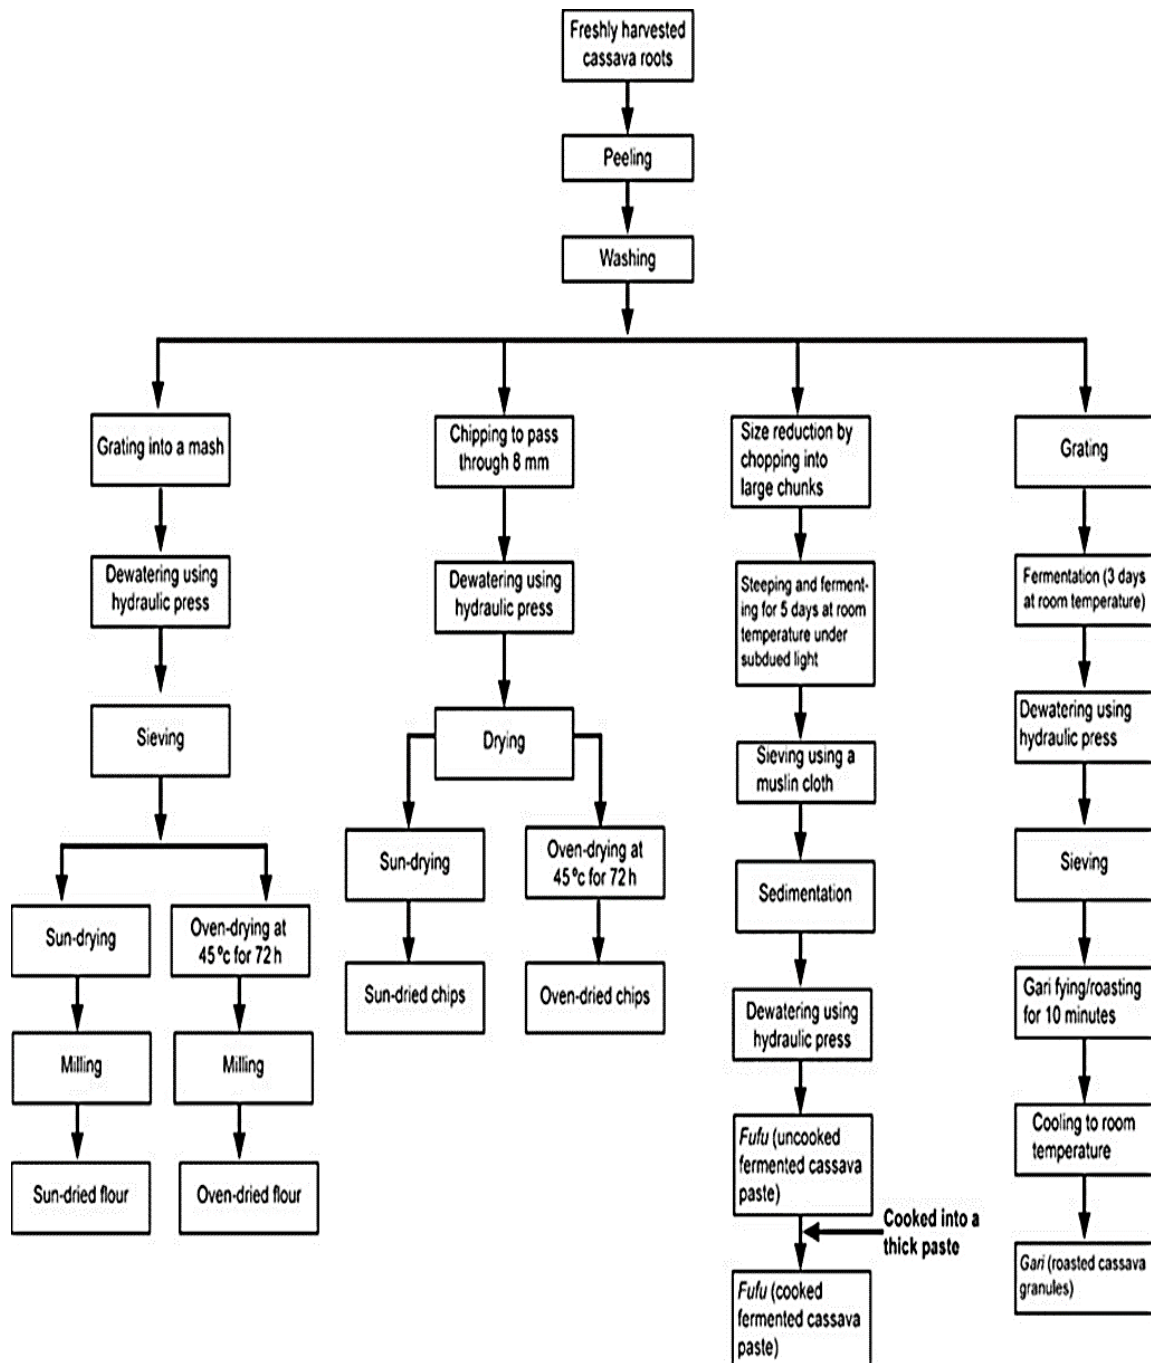 Freshly harvested
cassava roots
Peeling
Washing
Grating into a mash
Dewatering using
hydraulic press
Sieving
Sun-drying
Milling
Sun-dried flour
Oven-drying at
45 ºc for 72 h
Milling
Oven-dried flour
Chipping to pass
through 8 mm
Dewatering using
hydraulic press
Drying
Sun-drying
Sun-dried chips
Oven-drying at
45 ºc for 72 h
Oven-dried chips
Size reduction by
chopping into
large chunks
Steeping and ferment-
ing for 5 days at room
temperature under
subdued light
Sieving using a
muslin cloth
Sedimentation
Dewatering using
hydraulic press
Fufu (uncooked
fermented cassava
paste)
Cooked into a
thick paste
Fufu (cooked
fermented cassava
paste)
Grating
Fermentation (3 days
at room temperature)
Dewatering using
hydraulic press
Sieving
Gari fying/roasting
for 10 minutes
Cooling to room
temperature
Gari (roasted cassava
granules)